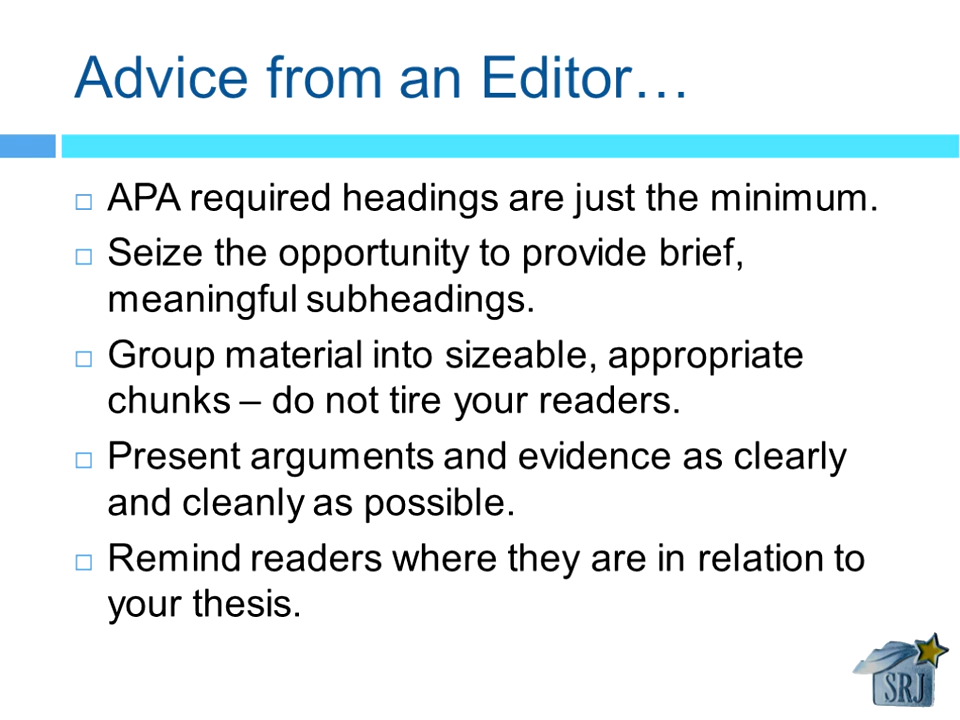 Advice from an Editor…
APA required headings are just the minimum.
Seize the opportunity to provide brief,
meaningful subheadings.
Group material into sizeable, appropriate
chunks – do not tire your readers.
Present arguments and evidence as clearly
and cleanly as possible.
Remind readers where they are in relation to
your thesis.
SRJ